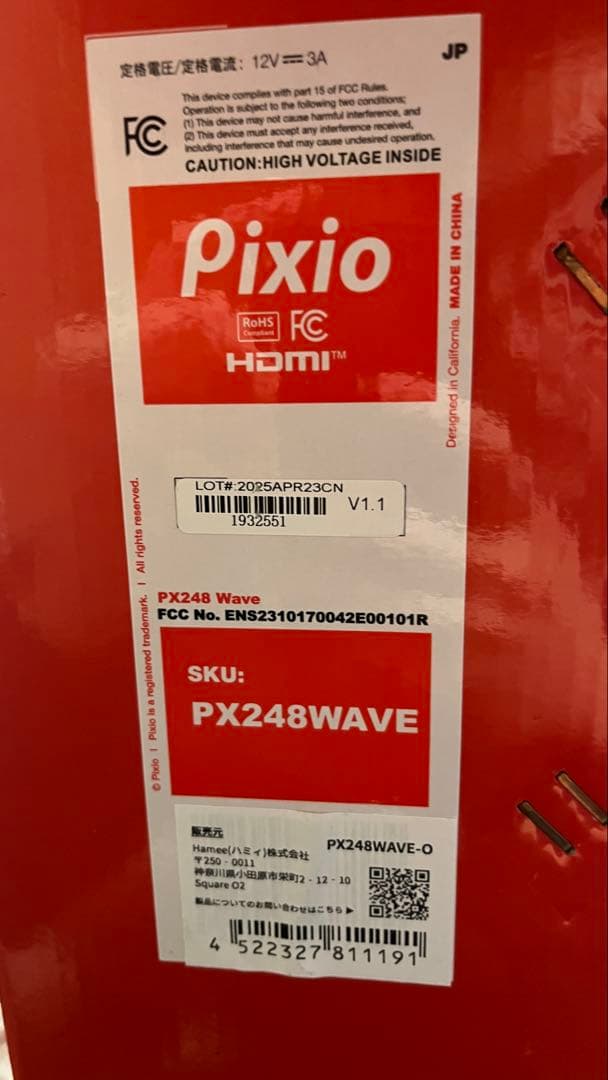 定格電圧/定格電流: 12V⎓3A
JP
FC
This device complies with part 15 of FCC Rules.
Operation is subject to the following two conditions;
(1) This device may not cause harmful interference, and
(2) This device must accept any interference received,
including interference that may cause undesired operation.
CAUTION:HIGH VOLTAGE INSIDE
Pixio
RoHS
Compliant
FC
HDMI™
Designed in California. MADE IN CHINA
LOT#:2025APR23CN
V1.1
1932551
© Pixio | Pixio is a registered trademark. | All rights reserved.
PX248 Wave
FCC No. ENS2310170042E00101R
SKU:
PX248WAVE
販売元
PX248WAVE-O
Hamee(ハミィ)株式会社
〒250-0011
神奈川県小田原市栄町2-12-10
Square O2
製品についてのお問い合わせはこちら▶
4 522327 811191